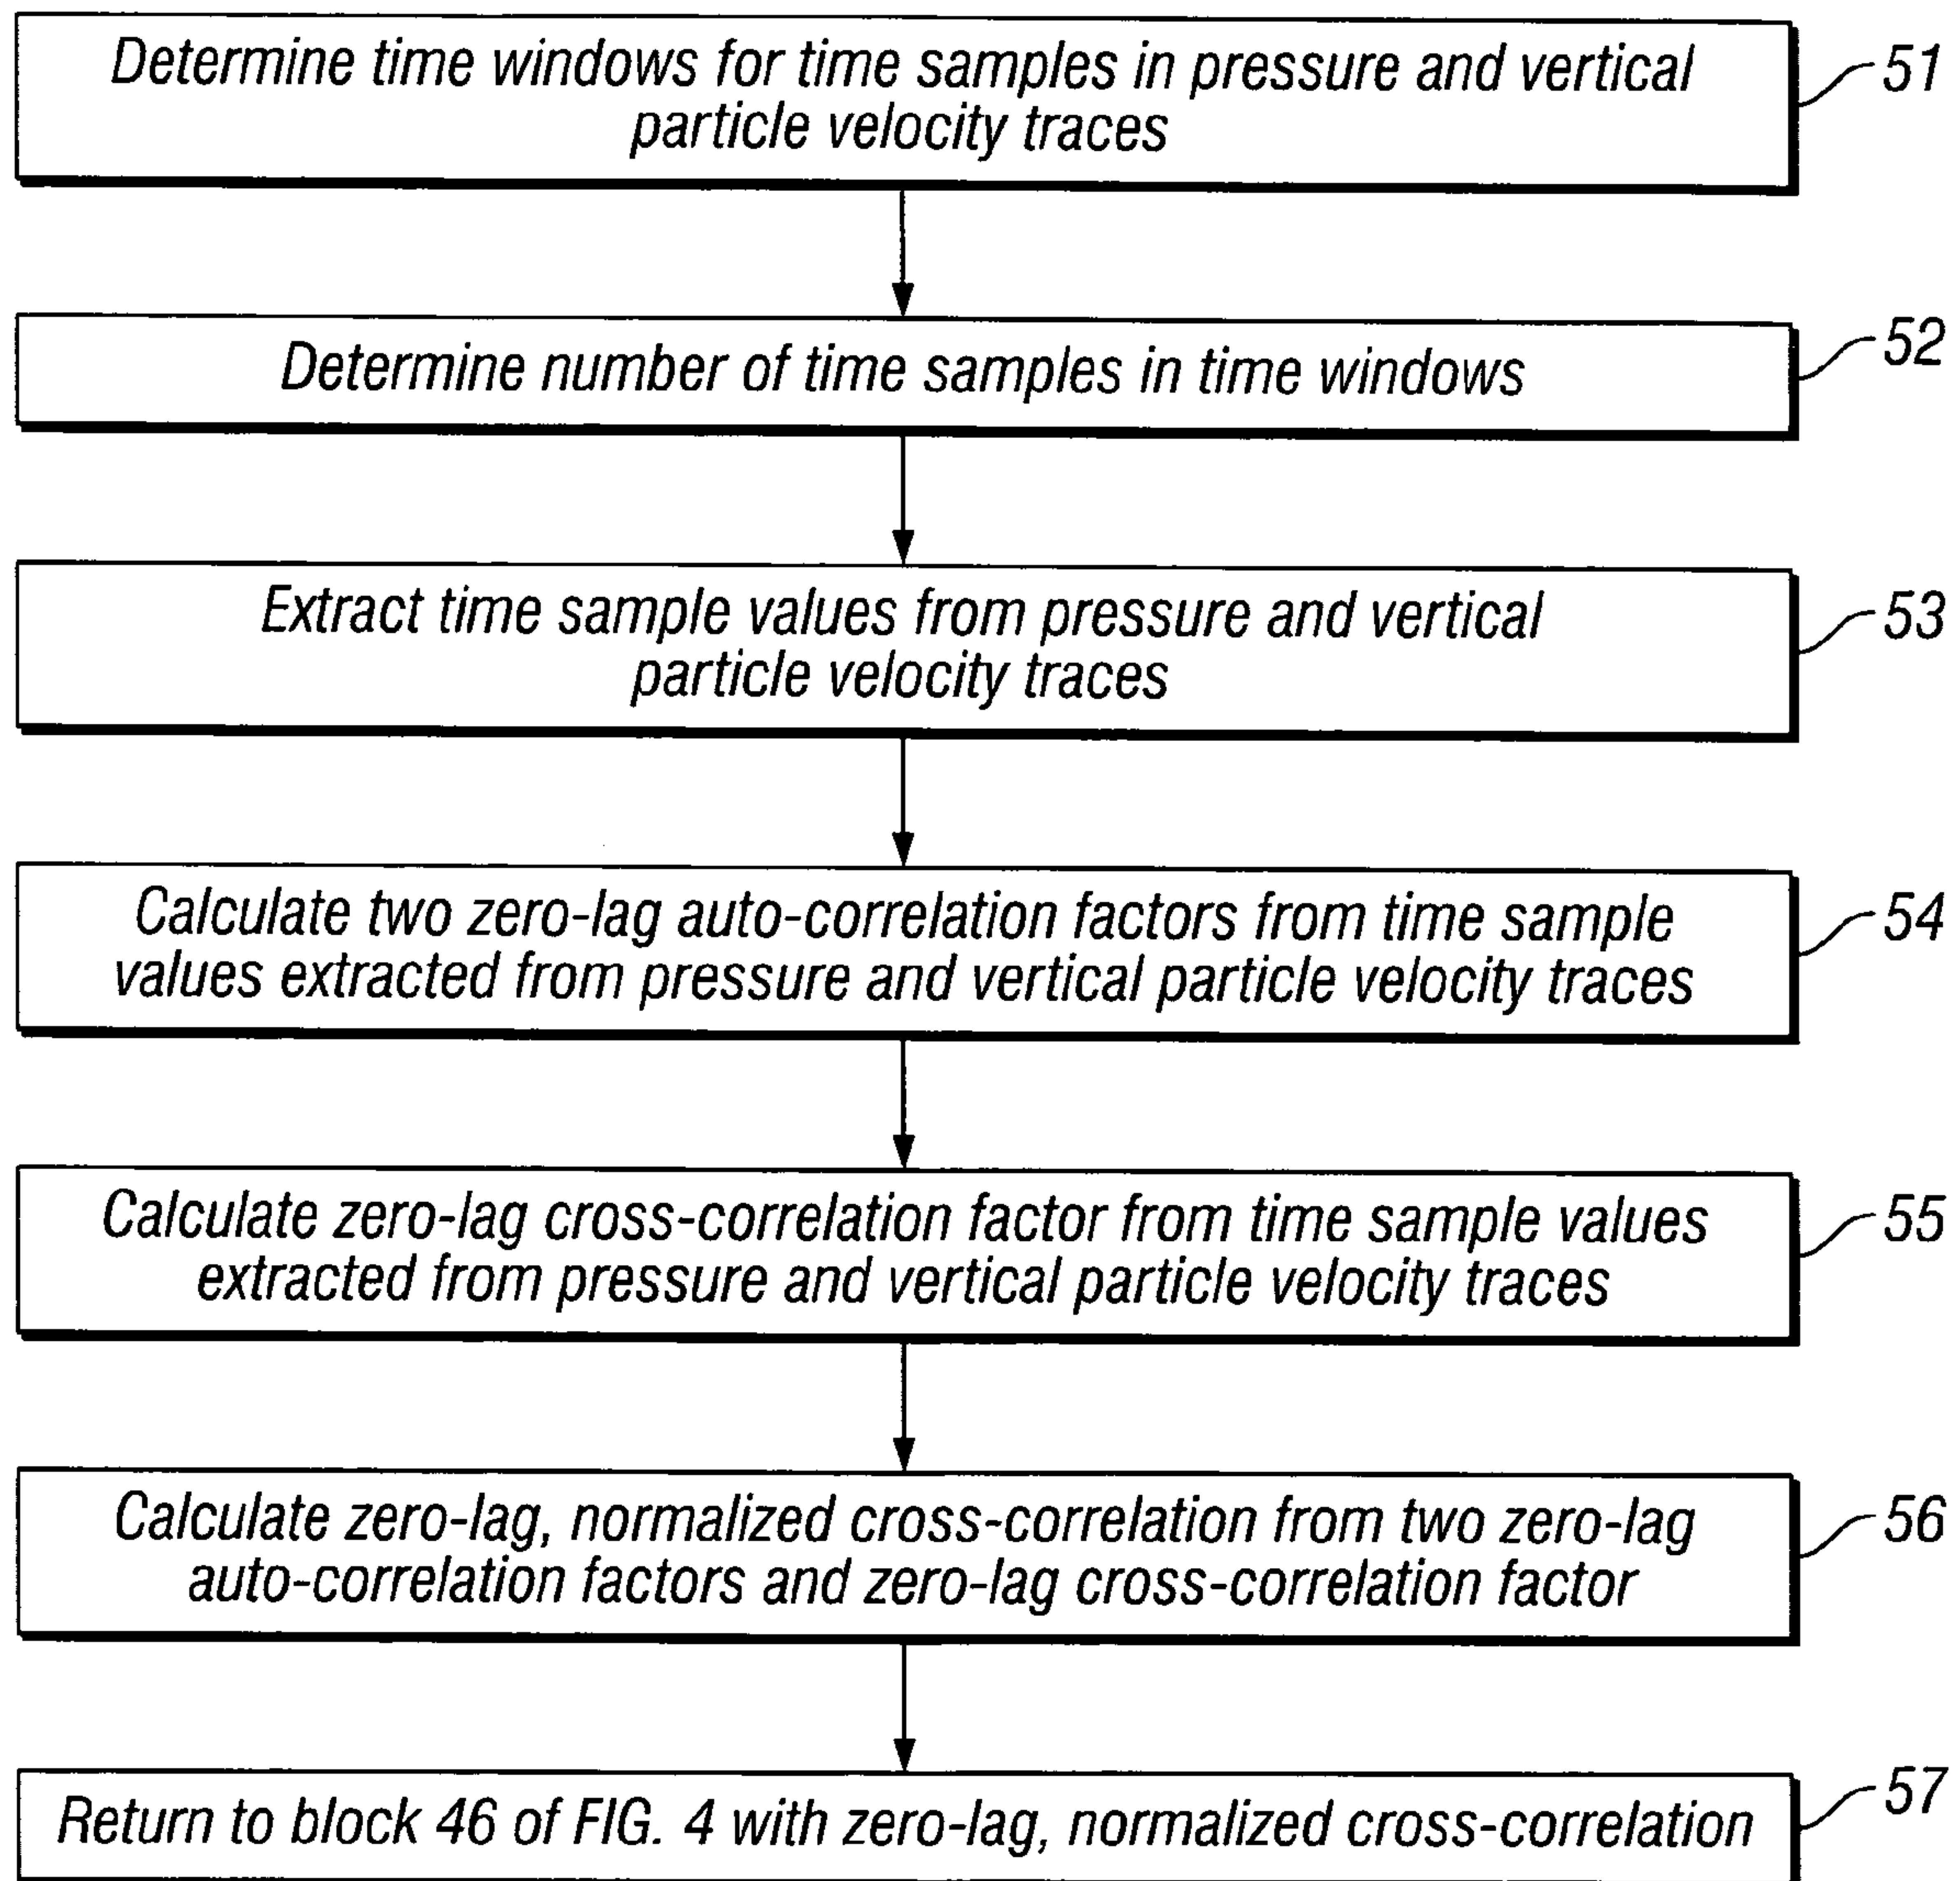 Determine time windows for time samples in pressure and vertical
particle velocity traces
51
Determine number of time samples in time windows
52
Extract time sample values from pressure and vertical
particle velocity traces
53
Calculate two zero-lag auto-correlation factors from time sample
values extracted from pressure and vertical particle velocity traces
54
Calculate zero-lag cross-correlation factor from time sample values
extracted from pressure and vertical particle velocity traces
55
Calculate zero-lag, normalized cross-correlation from two zero-lag
auto-correlation factors and zero-lag cross-correlation factor
56
Return to block 46 of FIG. 4 with zero-lag, normalized cross-correlation
57